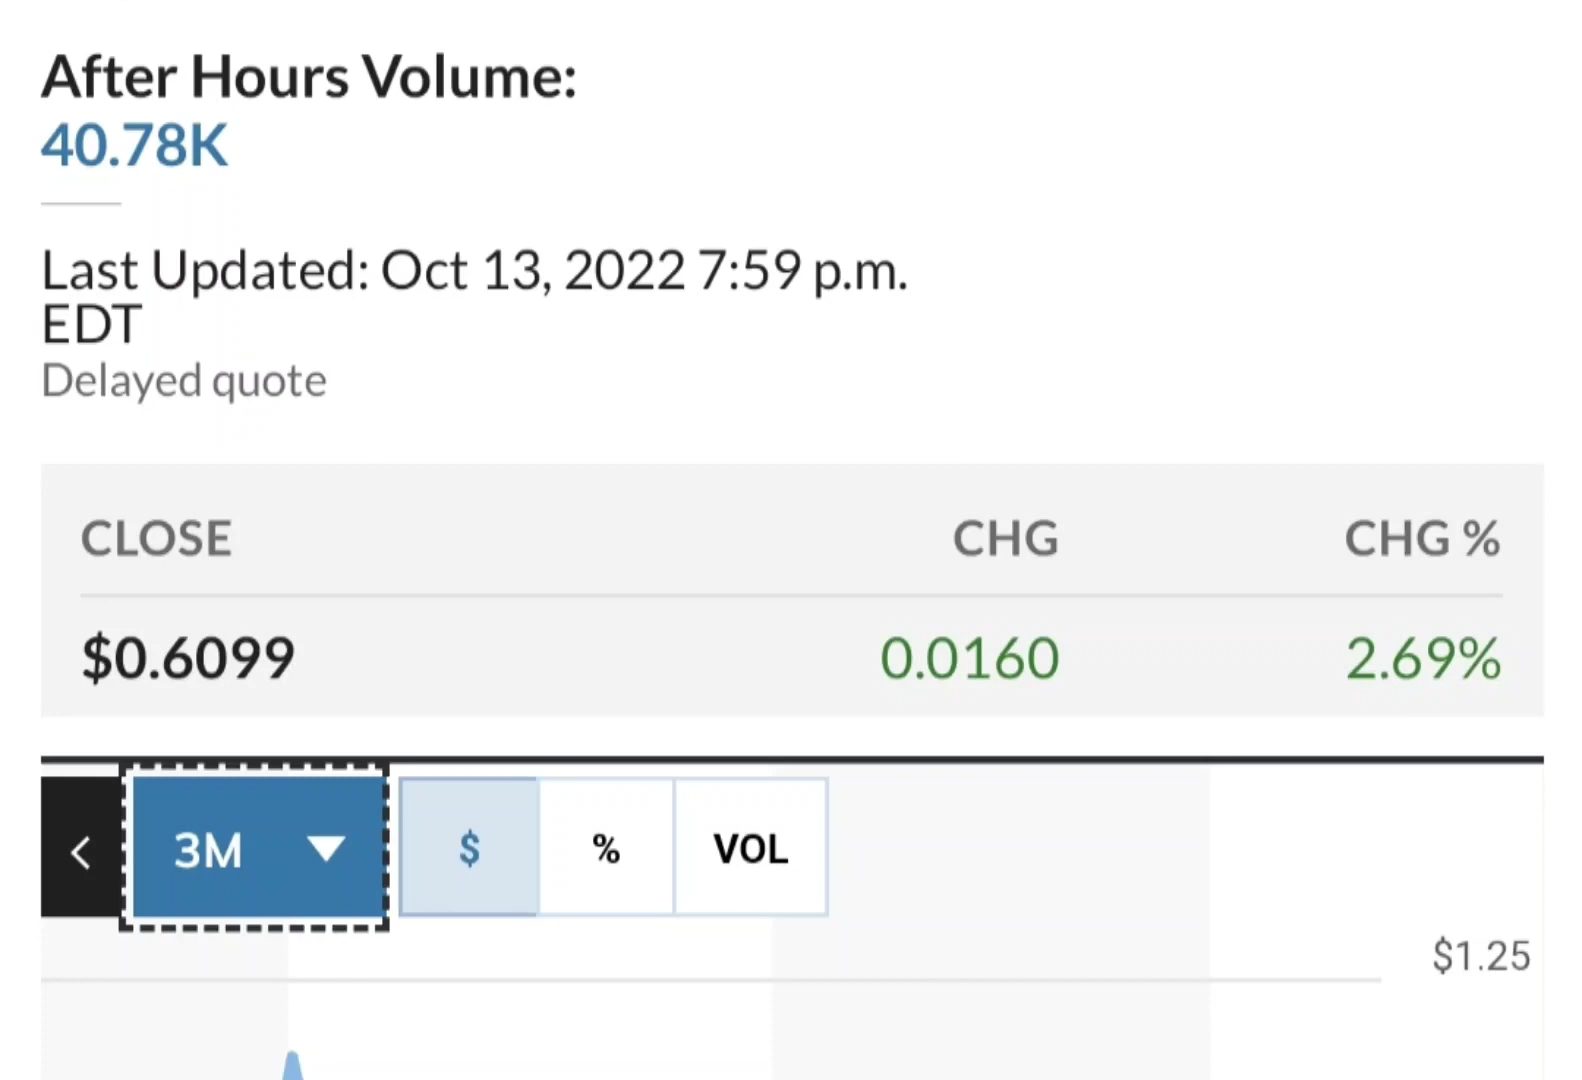 After Hours Volume:
40.78K
Last Updated: Oct 13, 2022 7:59 p.m.
EDT
Delayed quote
CLOSE CHG CHG %
$0.6099 0.0160 2.69%
< 3M ▼ $ % VOL
$1.25